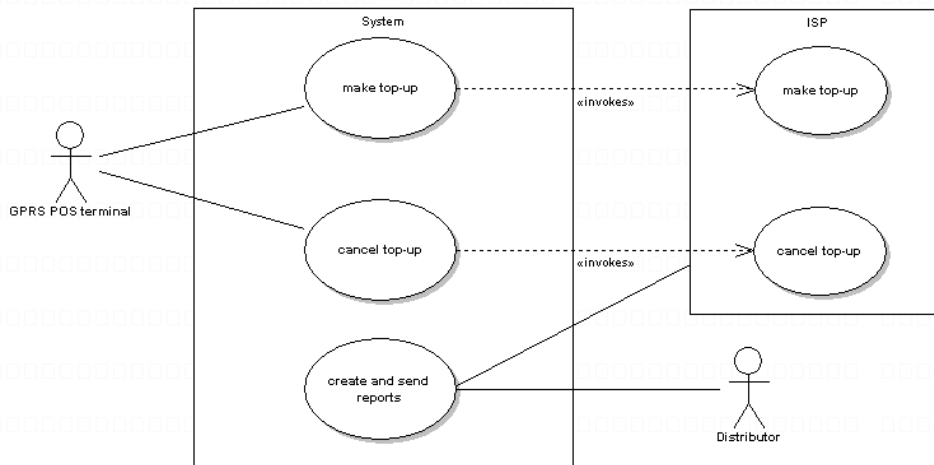 System
ISP
make top-up
make top-up
«invokes»
GPRS POS terminal
cancel top-up
cancel top-up
«invokes»
create and send
reports
Distributor